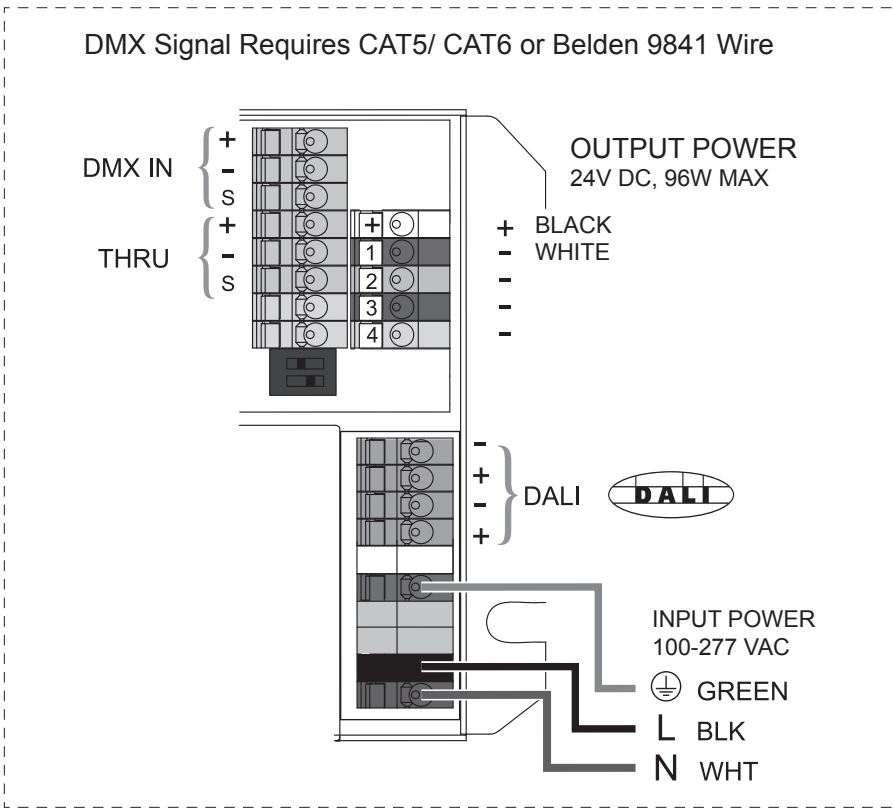 DMX Signal Requires CAT5/ CAT6 or Belden 9841 Wire
DMX IN
+
-
S
THRU
+
-
S
+
1
2
3
4
OUTPUT POWER
24V DC, 96W MAX
+ BLACK
- WHITE
-
-
-
-
+
-
+
DALI
DALI
INPUT POWER
100-277 VAC
GREEN
L BLK
N WHT